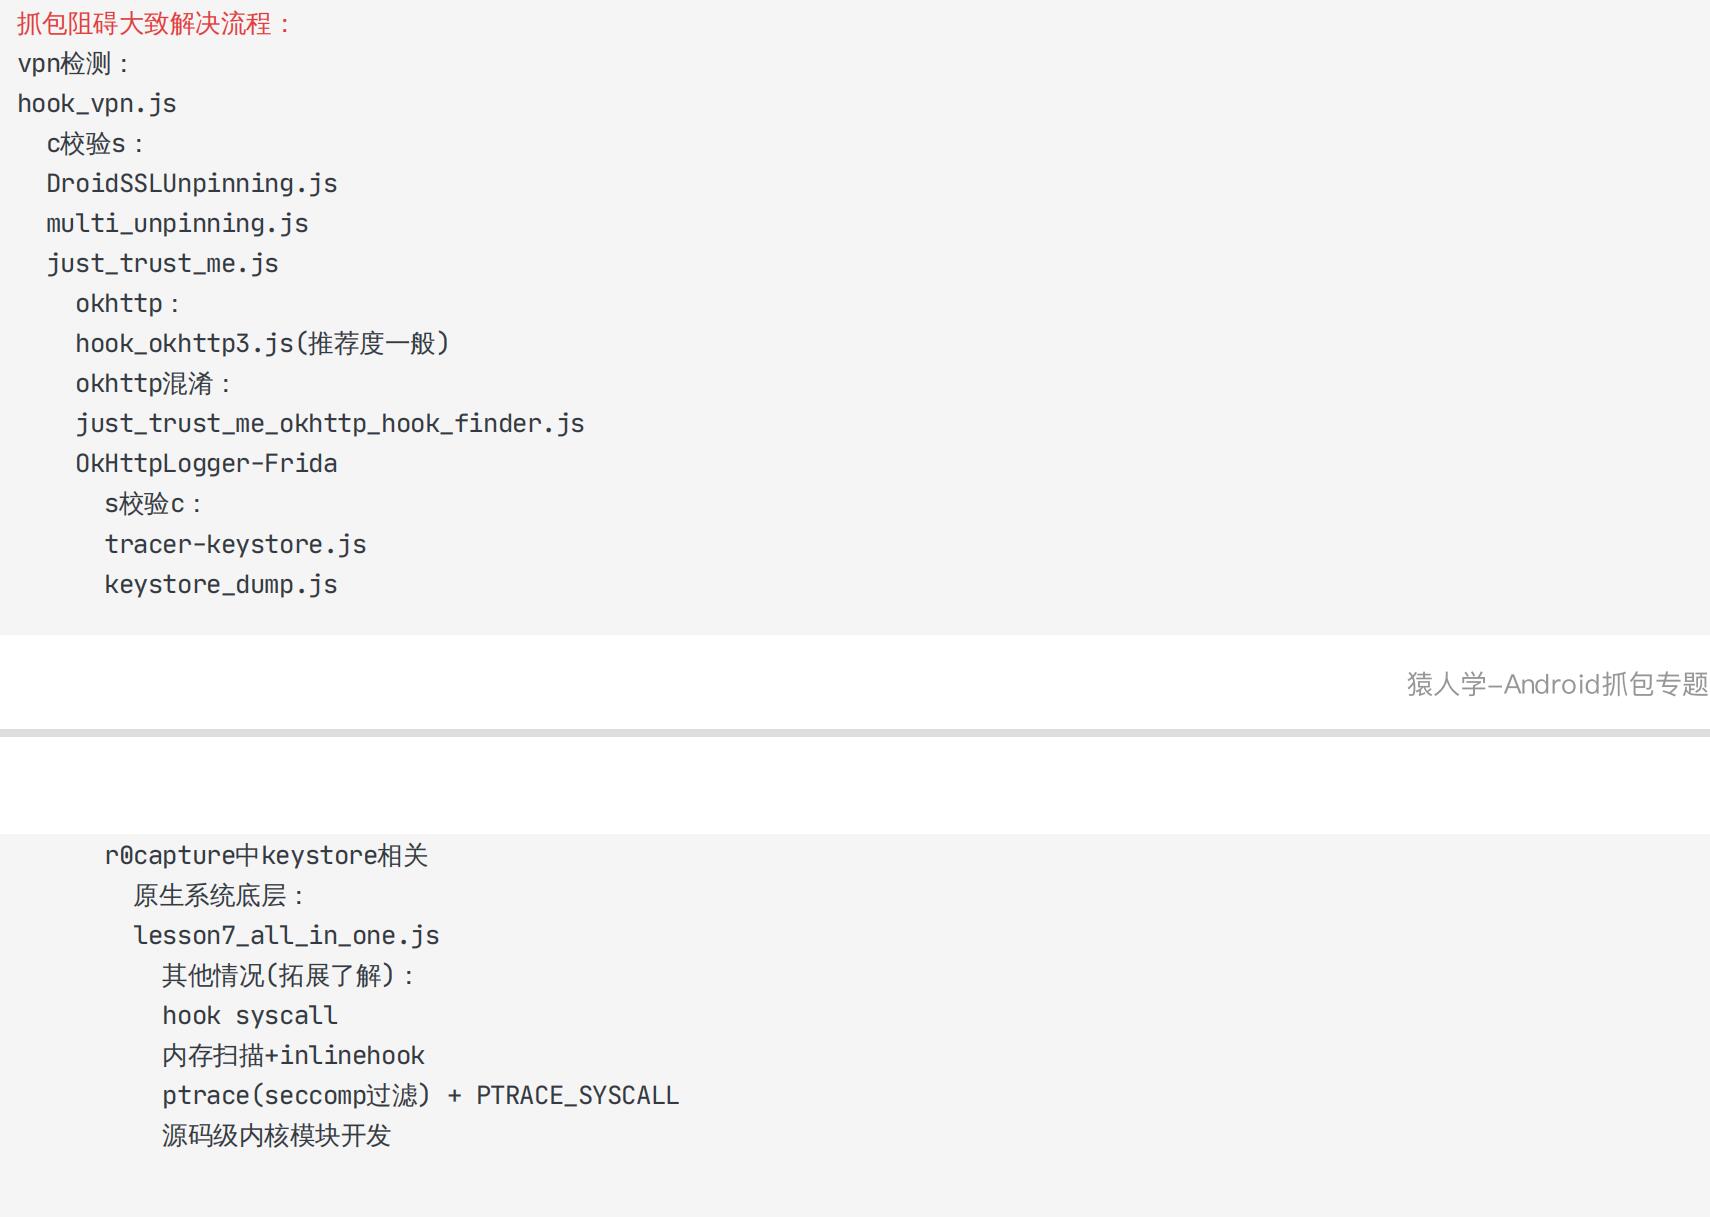 抓包阻碍大致解决流程：
vpn检测：
hook_vpn.js
c校验s：
DroidSSLUnpinning.js
multi_unpinning.js
just_trust_me.js
okhttp：
hook_okhttp3.js(推荐度一般)
okhttp混淆：
just_trust_me_okhttp_hook_finder.js
OkHttpLogger-Frida
s校验c：
tracer-keystore.js
keystore_dump.js
猿人学-Android抓包专题
r0capture中keystore相关
原生系统底层：
lesson7_all_in_one.js
其他情况(拓展了解)：
hook syscall
内存扫描+inlinehook
ptrace(seccomp过滤) + PTRACE_SYSCALL
源码级内核模块开发